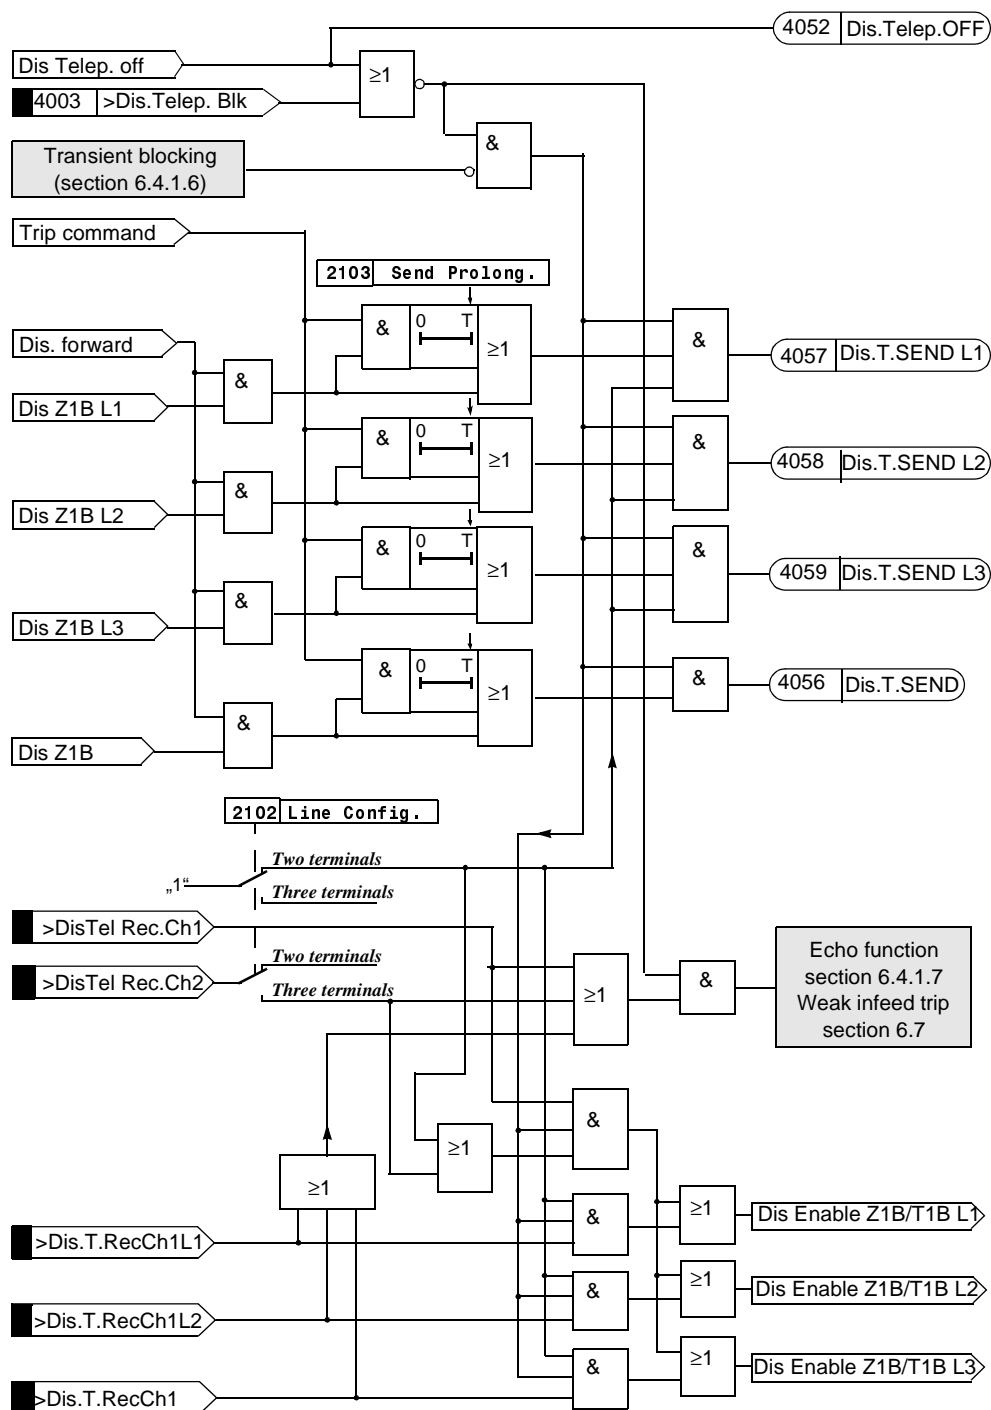 4052 Dis.Telep.OFF
Dis Telep. off
≥1
4003 >Dis.Telep. Blk
&
Transient blocking
(section 6.4.1.6)
Trip command
2103 Send Prolong.
& 0 T ≥1
&
4057 Dis.T.SEND L1
Dis. forward
&
Dis Z1B L1
& 0 T ≥1
&
4058 Dis.T.SEND L2
&
Dis Z1B L2
& 0 T ≥1
&
4059 Dis.T.SEND L3
&
Dis Z1B L3
& 0 T ≥1
&
4056 Dis.T.SEND
&
Dis Z1B
2102 Line Config.
Two terminals
„1“
Three terminals
>DisTel Rec.Ch1
Two terminals
>DisTel Rec.Ch2
Three terminals
≥1
&
Echo function
section 6.4.1.7
Weak infeed trip
section 6.7
&
≥1
≥1
≥1
Dis Enable Z1B/T1B L1
&
>Dis.T.RecCh1L1
≥1
Dis Enable Z1B/T1B L2
&
>Dis.T.RecCh1L2
≥1
Dis Enable Z1B/T1B L3
&
>Dis.T.RecCh1